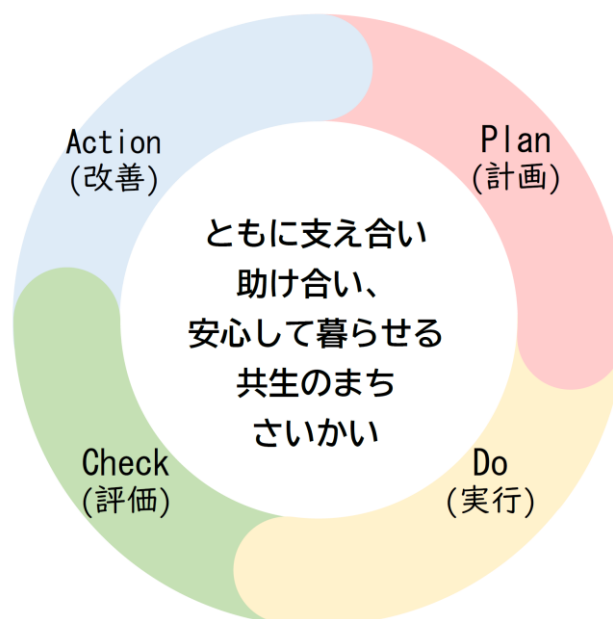 Action
(改善)
Plan
(計画)
ともに支え合い
助け合い、
安心して暮らせる
共生のまち
さいかい
Check
(評価)
Do
(実行)